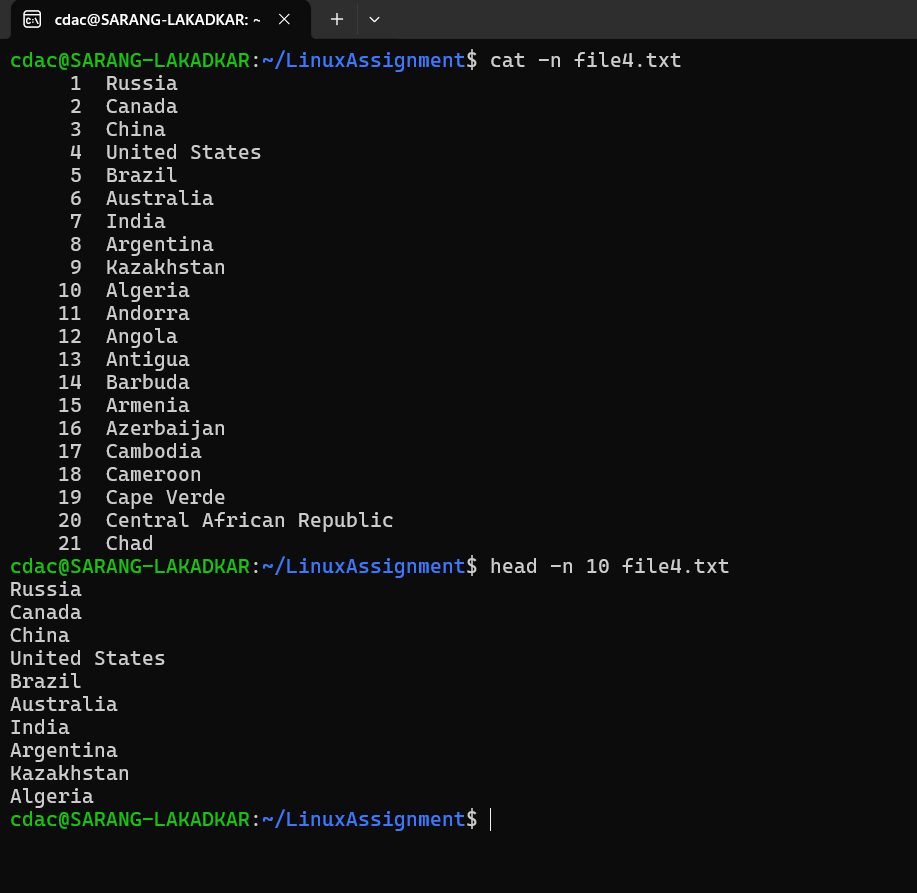 cdac@SARANG-LAKADKAR: ~
cdac@SARANG-LAKADKAR:~/LinuxAssignment$ cat -n file4.txt
     1  Russia
     2  Canada
     3  China
     4  United States
     5  Brazil
     6  Australia
     7  India
     8  Argentina
     9  Kazakhstan
    10  Algeria
    11  Andorra
    12  Angola
    13  Antigua
    14  Barbuda
    15  Armenia
    16  Azerbaijan
    17  Cambodia
    18  Cameroon
    19  Cape Verde
    20  Central African Republic
    21  Chad
cdac@SARANG-LAKADKAR:~/LinuxAssignment$ head -n 10 file4.txt
Russia
Canada
China
United States
Brazil
Australia
India
Argentina
Kazakhstan
Algeria
cdac@SARANG-LAKADKAR:~/LinuxAssignment$